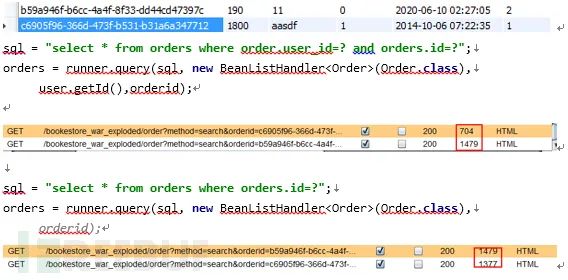 b59a946f-b6cc-4a4f-8f33-dd44cd47397c 190 11 0 2020-06-10 02:27:05 2
c6905f96-366d-473f-b531-b31a6a347712 1800 aasdf 1 2014-10-06 07:22:35 1
sql = "select * from orders where order.user_id=? and orders.id=?";↓
orders = runner.query(sql, new BeanListHandler<Order>(Order.class),
user.getId(),orderid);↓
↓
GET /bookestore_war_exploded/order?method=search&orderid=c6905f96-366d-473f-... 200 704 HTML
GET /bookestore_war_exploded/order?method=search&orderid=b59a946f-b6cc-4a4f-... 200 1479 HTML
↓
sql = "select * from orders where orders.id=?";↓
orders = runner.query(sql, new BeanListHandler<Order>(Order.class),
orderid);↓
GET /bookestore_war_exploded/order?method=search&orderid=b59a946f-b6cc-4a4f-... 200 1479 HTML
GET /bookestore_war_exploded/order?method=search&orderid=c6905f96-366d-473f-... 200 1377 HTML